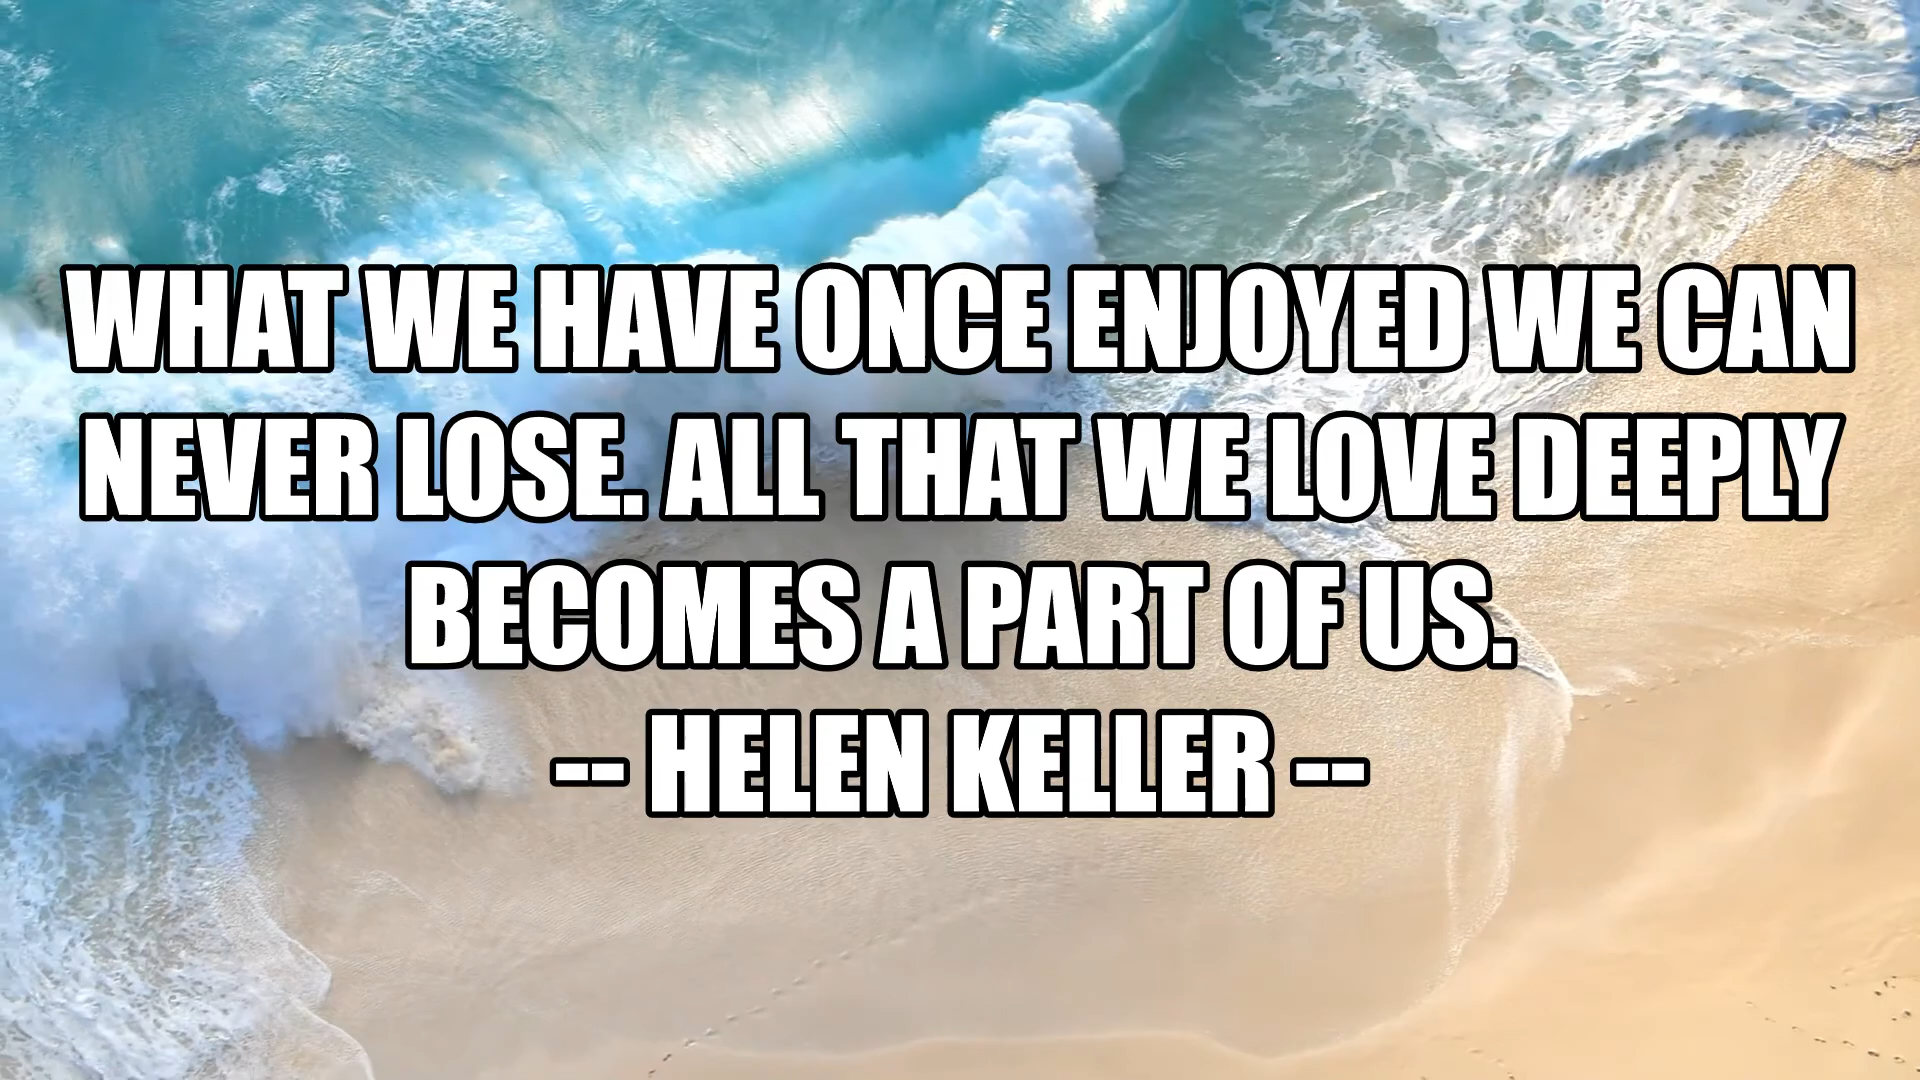 WHAT WE HAVE ONCE ENJOYED WE CAN
NEVER LOSE. ALL THAT WE LOVE DEEPLY
BECOMES A PART OF US.
-- HELEN KELLER --